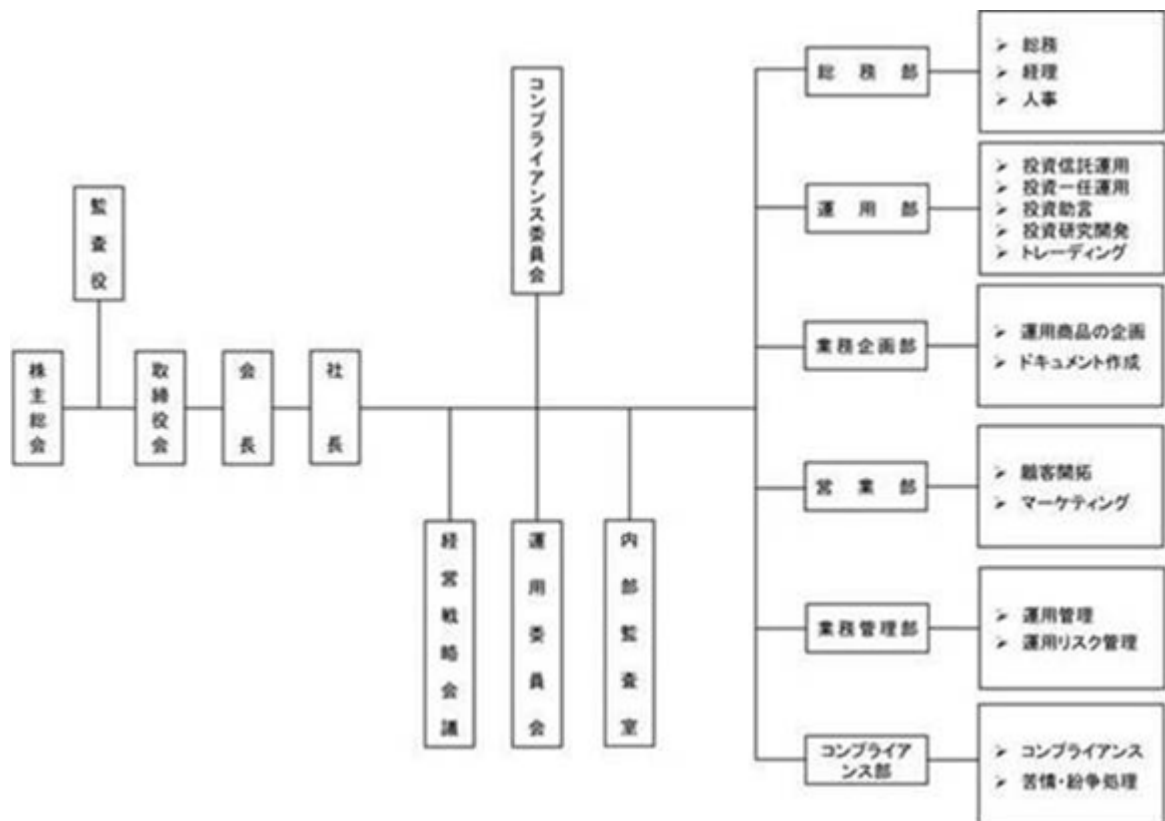 監査役
株主総会
取締役会
会長
社長
コンプライアンス委員会
経営戦略会議
運用委員会
内部監査室
総務部
➢ 総務
➢ 経理
➢ 人事
運用部
➢ 投資信託運用
➢ 投資一任運用
➢ 投資助言
➢ 投資研究開発
➢ トレーディング
業務企画部
➢ 運用商品の企画
➢ ドキュメント作成
営業部
➢ 顧客開拓
➢ マーケティング
業務管理部
➢ 運用管理
➢ 運用リスク管理
コンプライア
ンス部
➢ コンプライアンス
➢ 苦情・紛争処理